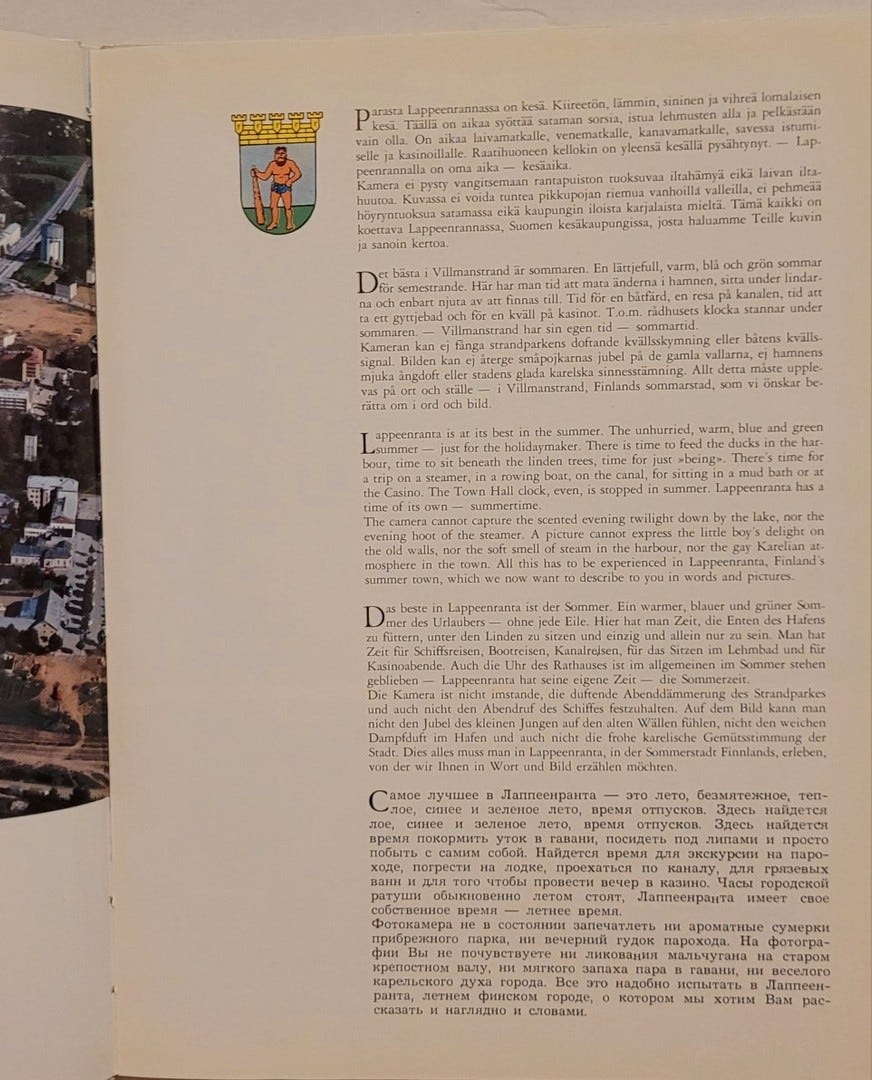 Parasta Lappeenrannassa on kesä. Kiireetön, lämmin, sininen ja vihreä lomalaisen
kesä. Täällä on aikaa syöttää sataman sorsia, istua lehmusten alla ja pelkästään
vain olla. On aikaa laivamatkalle, venematkalle, kanavamatkalle, savessa istumi-
selle ja kasinoillalle. Raatihuoneen kellokin on yleensä kesällä pysähtynyt. — Lap-
peenrannalla on oma aika — kesäaika.
Kamera ei pysty vangitsemaan rantapuiston tuoksuvaa iltahämyä eikä laivan ilta-
huutoa. Kuvassa ei voida tuntea pikkupojan riemua vanhoilla valleilla, ei pehmeää
höyryntuoksua satamassa eikä kaupungin iloista karjalaista mieltä. Tämä kaikki on
koettava Lappeenrannassa, Suomen kesäkaupungissa, josta haluamme Teille kuvin
ja sanoin kertoa.
Det bästa i Villmanstrand är sommaren. En lättjefull, varm, blå och grön sommar
för semestrande. Här har man tid att mata änderna i hamnen, sitta under lindar-
na och enbart njuta av att finnas till. Tid för en båtfärd, en resa på kanalen, tid att
ta ett gyttjebad och för en kväll på kasinot. T.o.m. rådhusets klocka stannar under
sommaren. — Villmanstrand har sin egen tid — sommartid.
Kameran kan ej fånga strandparkens doftande kvällsskymning eller båtens kvälls-
signal. Bilden kan ej återge småpojkarnas jubel på de gamla vallarna, ej hamnens
mjuka ångdoft eller stadens glada karelska sinnesstämning. Allt detta måste upple-
vas på ort och ställe — i Villmanstrand, Finlands sommarstad, som vi önskar be-
rätta om i ord och bild.
Lappeenranta is at its best in the summer. The unhurried, warm, blue and green
summer — just for the holidaymaker. There is time to feed the ducks in the har-
bour, time to sit beneath the linden trees, time for just »being». There's time for
a trip on a steamer, in a rowing boat, on the canal, for sitting in a mud bath or at
the Casino. The Town Hall clock, even, is stopped in summer. Lappeenranta has a
time of its own — summertime.
The camera cannot capture the scented evening twilight down by the lake, nor the
evening hoot of the steamer. A picture cannot express the little boy's delight on
the old walls, nor the soft smell of steam in the harbour, nor the gay Karelian at-
mosphere in the town. All this has to be experienced in Lappeenranta, Finland's
summer town, which we now want to describe to you in words and pictures.
Das beste in Lappeenranta ist der Sommer. Ein warmer, blauer und grüner Som-
mer des Urlaubers — ohne jede Eile. Hier hat man Zeit, die Enten des Hafens
zu füttern, unter den Linden zu sitzen und einzig und allein nur zu sein. Man hat
Zeit für Schiffsreisen, Bootreisen, Kanalreisen, für das Sitzen im Lehmbad und für
Kasinoabende. Auch die Uhr des Rathauses ist im allgemeinen im Sommer stehen
geblieben — Lappeenranta hat seine eigene Zeit — die Sommerzeit.
Die Kamera ist nicht imstande, die duftende Abenddämmerung des Strandparkes
und auch nicht den Abendruf des Schiffes festzuhalten. Auf dem Bild kann man
nicht den Jubel des kleinen Jungen auf den alten Wällen fühlen, nicht den weichen
Dampfduft im Hafen und auch nicht die frohe karelische Gemütsstimmung der
Stadt. Dies alles muss man in Lappeenranta, in der Sommerstadt Finnlands, erleben,
von der wir Ihnen in Wort und Bild erzählen möchten.
Самое лучшее в Лаппеенранта — это лето, безмятежное, теп-
лое, синее и зеленое лето, время отпусков. Здесь найдется
лое, синее и зеленое лето, время отпусков. Здесь найдется
время покормить уток в гавани, посидеть под липами и просто
побыть с самим собой. Найдется время для экскурсии на паро-
ходе, погрести на лодке, проехаться по каналу, для грязевых
ванн и для того чтобы провести вечер в казино. Часы городской
ратуши обыкновенно летом стоят, Лаппеенранта имеет свое
собственное время — летнее время.
Фотокамера не в состоянии запечатлеть ни ароматные сумерки
прибрежного парка, ни вечерний гудок парохода. На фотогра-
фии Вы не почувствуете ни ликования мальчугана на старом
крепостном валу, ни мягкого запаха пара в гавани, ни веселого
карельского духа города. Все это надобно испытать в Лаппеен-
ранта, летнем финском городе, о котором мы хотим Вам рас-
сказать и наглядно и словами.